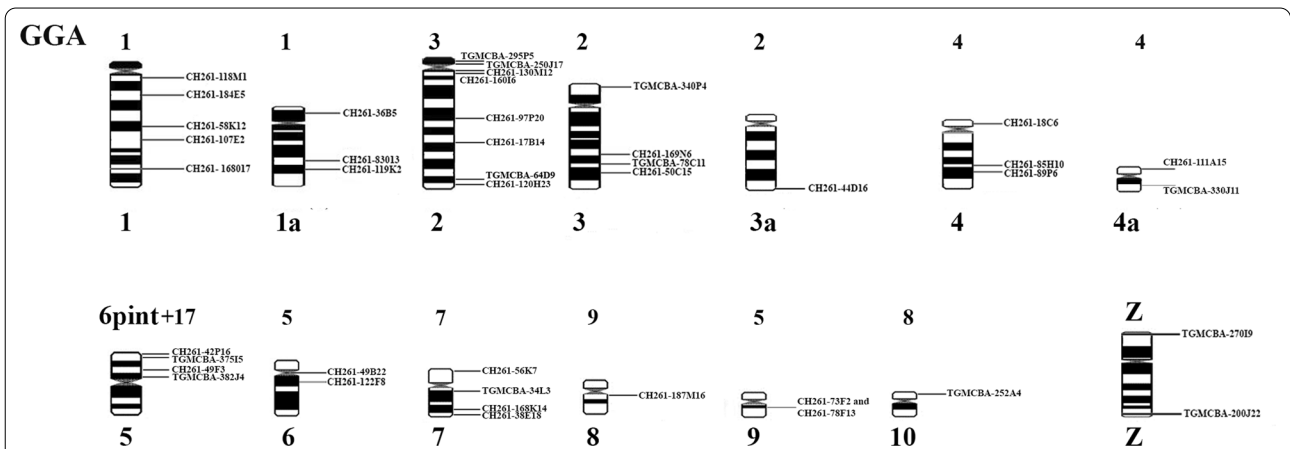 GGA
1
1
3
2
2
4
4
CH261-118M1
CH261-184E5
CH261-58K12
CH261-107E2
CH261- 168017
CH261-36B5
CH261-83013
CH261-119K2
TGMCBA-295P5
TGMCBA-250J17
CH261-130M12
CH261-160I6
CH261-97P20
CH261-17B14
TGMCBA-64D9
CH261-120H23
TGMCBA-340P4
CH261-169N6
TGMCBA-78C11
CH261-50C15
CH261-44D16
CH261-18C6
CH261-85H10
CH261-89P6
CH261-111A15
TGMCBA-330J11
1
1a
2
3
3a
4
4a
6pint+17
5
7
9
5
8
Z
CH261-42P16
TGMCBA-375I5
CH261-49F3
TGMCBA-382J4
CH261-49B22
CH261-122F8
CH261-56K7
TGMCBA-34L3
CH261-168K14
CH261-38E18
CH261-187M16
CH261-73F2 and
CH261-78F13
TGMCBA-252A4
TGMCBA-270I9
TGMCBA-200J22
5
6
7
8
9
10
Z